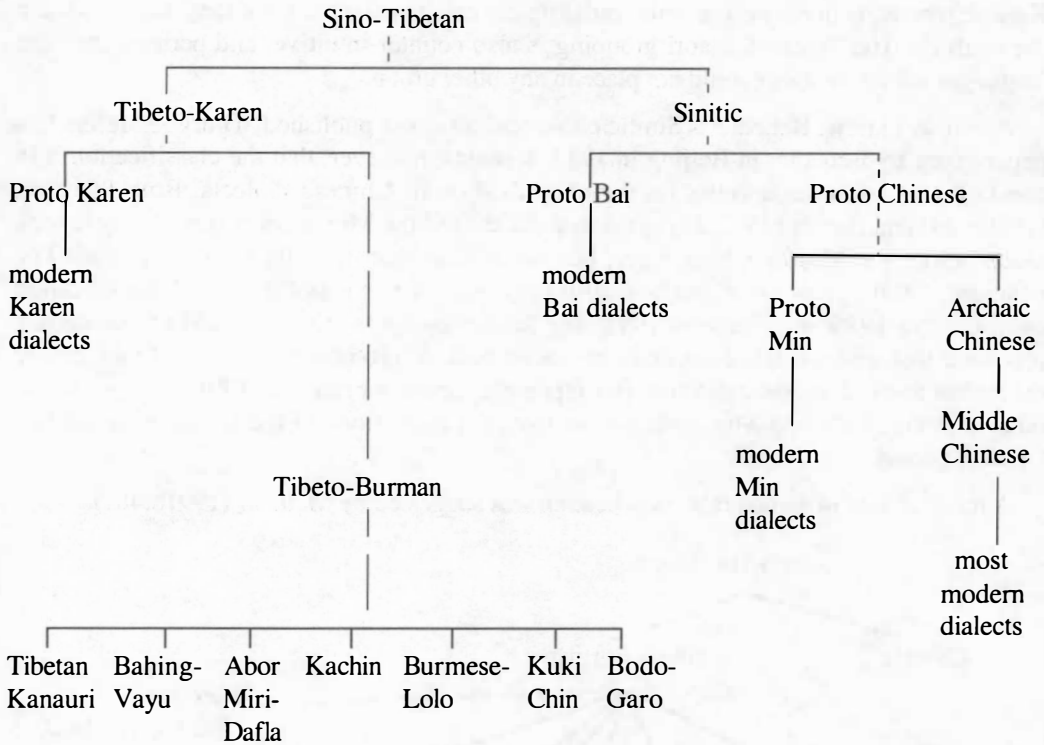 Sino-Tibetan
Tibeto-Karen
Sinitic
Proto Karen
Proto Bai
Proto Chinese
modern
Karen
dialects
modern
Bai dialects
Proto
Min
Archaic
Chinese
modern
Min
dialects
Middle
Chinese
Tibeto-Burman
most
modern
dialects
Tibetan
Kanauri
Bahing-
Vayu
Abor
Miri-
Dafla
Kachin
Burmese-
Lolo
Kuki
Chin
Bodo-
Garo